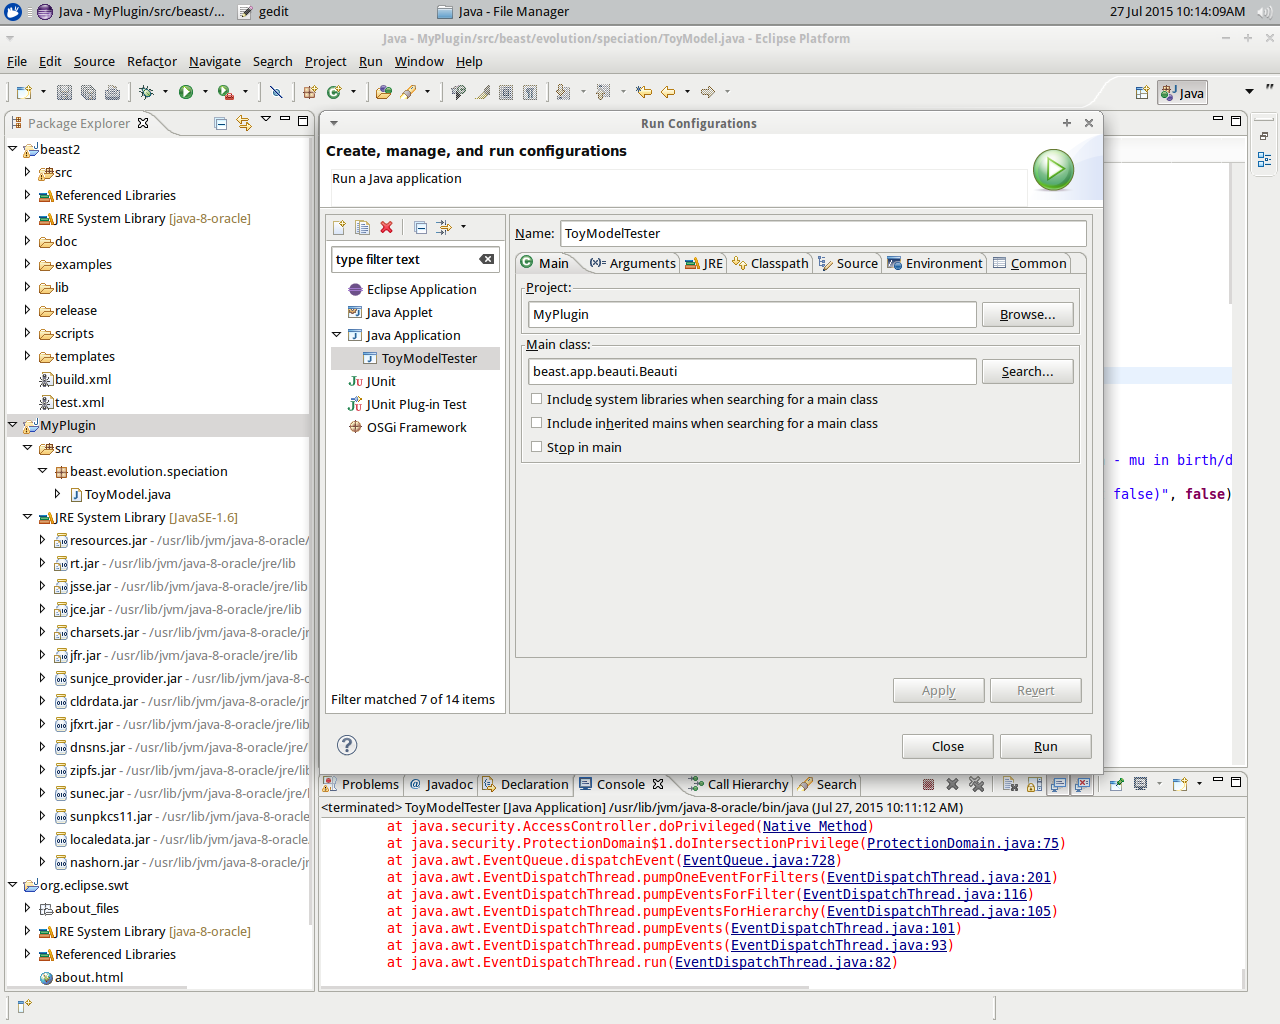 Java - MyPlugin/src/beast/...
gedit
Java - File Manager
27 Jul 2015 10:14:09AM
Java - MyPlugin/src/beast/evolution/speciation/ToyModel.java - Eclipse Platform
File Edit Source Refactor Navigate Search Project Run Window Help
Java
Package Explorer
beast2
src
Referenced Libraries
JRE System Library [java-8-oracle]
doc
examples
lib
release
scripts
templates
build.xml
test.xml
MyPlugin
src
beast.evolution.speciation
ToyModel.java
JRE System Library [JavaSE-1.6]
resources.jar - /usr/lib/jvm/java-8-oracle/
rt.jar - /usr/lib/jvm/java-8-oracle/jre/lib
jsse.jar - /usr/lib/jvm/java-8-oracle/jre/lib
jce.jar - /usr/lib/jvm/java-8-oracle/jre/lib
charsets.jar - /usr/lib/jvm/java-8-oracle/jr
jfr.jar - /usr/lib/jvm/java-8-oracle/jre/lib
sunjce_provider.jar - /usr/lib/jvm/java-8-o
cldrdata.jar - /usr/lib/jvm/java-8-oracle/jr
jfxrt.jar - /usr/lib/jvm/java-8-oracle/jre/lib
dnsns.jar - /usr/lib/jvm/java-8-oracle/jre/
zipfs.jar - /usr/lib/jvm/java-8-oracle/jre/l
sunec.jar - /usr/lib/jvm/java-8-oracle/jre/
sunpkcs11.jar - /usr/lib/jvm/java-8-oracle
localedata.jar - /usr/lib/jvm/java-8-oracle
nashorn.jar - /usr/lib/jvm/java-8-oracle/j
org.eclipse.swt
about_files
JRE System Library [java-8-oracle]
Referenced Libraries
about.html
Run Configurations
Create, manage, and run configurations
Run a Java application
type filter text
Eclipse Application
Java Applet
Java Application
ToyModelTester
JUnit
JUnit Plug-in Test
OSGi Framework
Filter matched 7 of 14 items
Name: ToyModelTester
Main Arguments JRE Classpath Source Environment Common
Project:
MyPlugin Browse...
Main class:
beast.app.beauti.Beauti Search...
Include system libraries when searching for a main class
Include inherited mains when searching for a main class
Stop in main
Apply Revert
Close Run
- mu in birth/d
false)", false)
Problems @ Javadoc Declaration Console Call Hierarchy Search
<terminated> ToyModelTester [Java Application] /usr/lib/jvm/java-8-oracle/bin/java (Jul 27, 2015 10:11:12 AM)
at java.security.AccessController.doPrivileged(Native Method)
at java.security.ProtectionDomain$1.doIntersectionPrivilege(ProtectionDomain.java:75)
at java.awt.EventQueue.dispatchEvent(EventQueue.java:728)
at java.awt.EventDispatchThread.pumpOneEventForFilters(EventDispatchThread.java:201)
at java.awt.EventDispatchThread.pumpEventsForFilter(EventDispatchThread.java:116)
at java.awt.EventDispatchThread.pumpEventsForHierarchy(EventDispatchThread.java:105)
at java.awt.EventDispatchThread.pumpEvents(EventDispatchThread.java:101)
at java.awt.EventDispatchThread.pumpEvents(EventDispatchThread.java:93)
at java.awt.EventDispatchThread.run(EventDispatchThread.java:82)